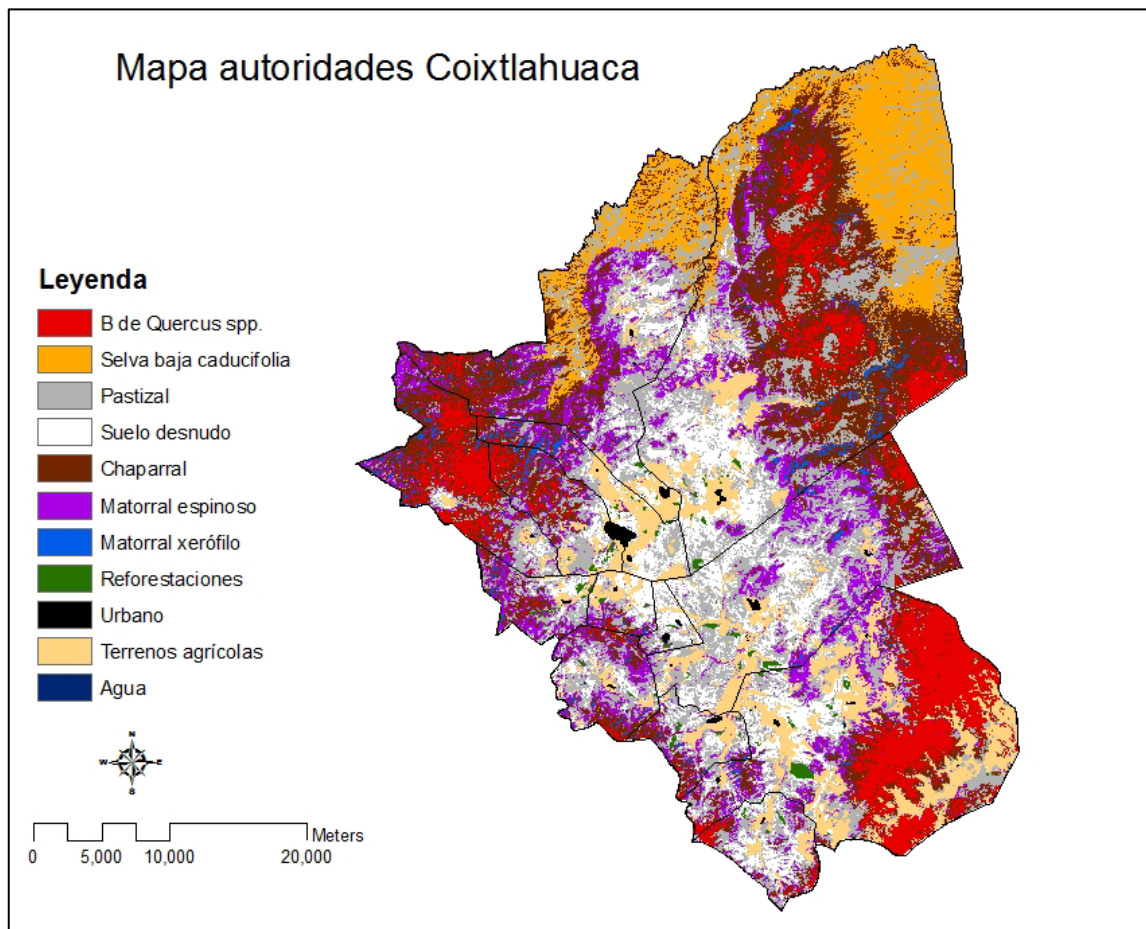 Mapa autoridades Coixtlahuaca
Leyenda
B de Quercus spp.
Selva baja caducifolia
Pastizal
Suelo desnudo
Chaparral
Matorral espinoso
Matorral xerófilo
Reforestaciones
Urbano
Terrenos agrícolas
Agua
N
W E
S
Meters
0 5,000 10,000 20,000